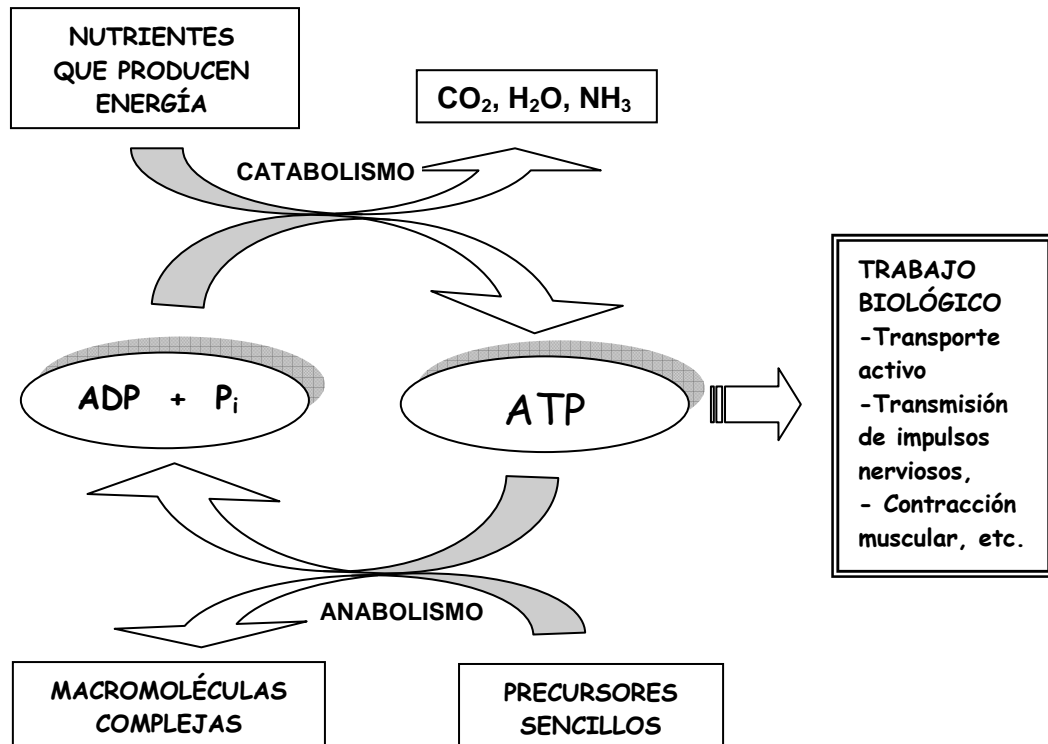 NUTRIENTES
QUE PRODUCEN
ENERGÍA
CO₂, H₂O, NH₃
CATABOLISMO
TRABAJO
BIOLÓGICO
-Transporte
activo
-Transmisión
de impulsos
nerviosos,
- Contracción
muscular, etc.
ADP + Pᵢ
ATP
ANABOLISMO
MACROMOLÉCULAS
COMPLEJAS
PRECURSORES
SENCILLOS